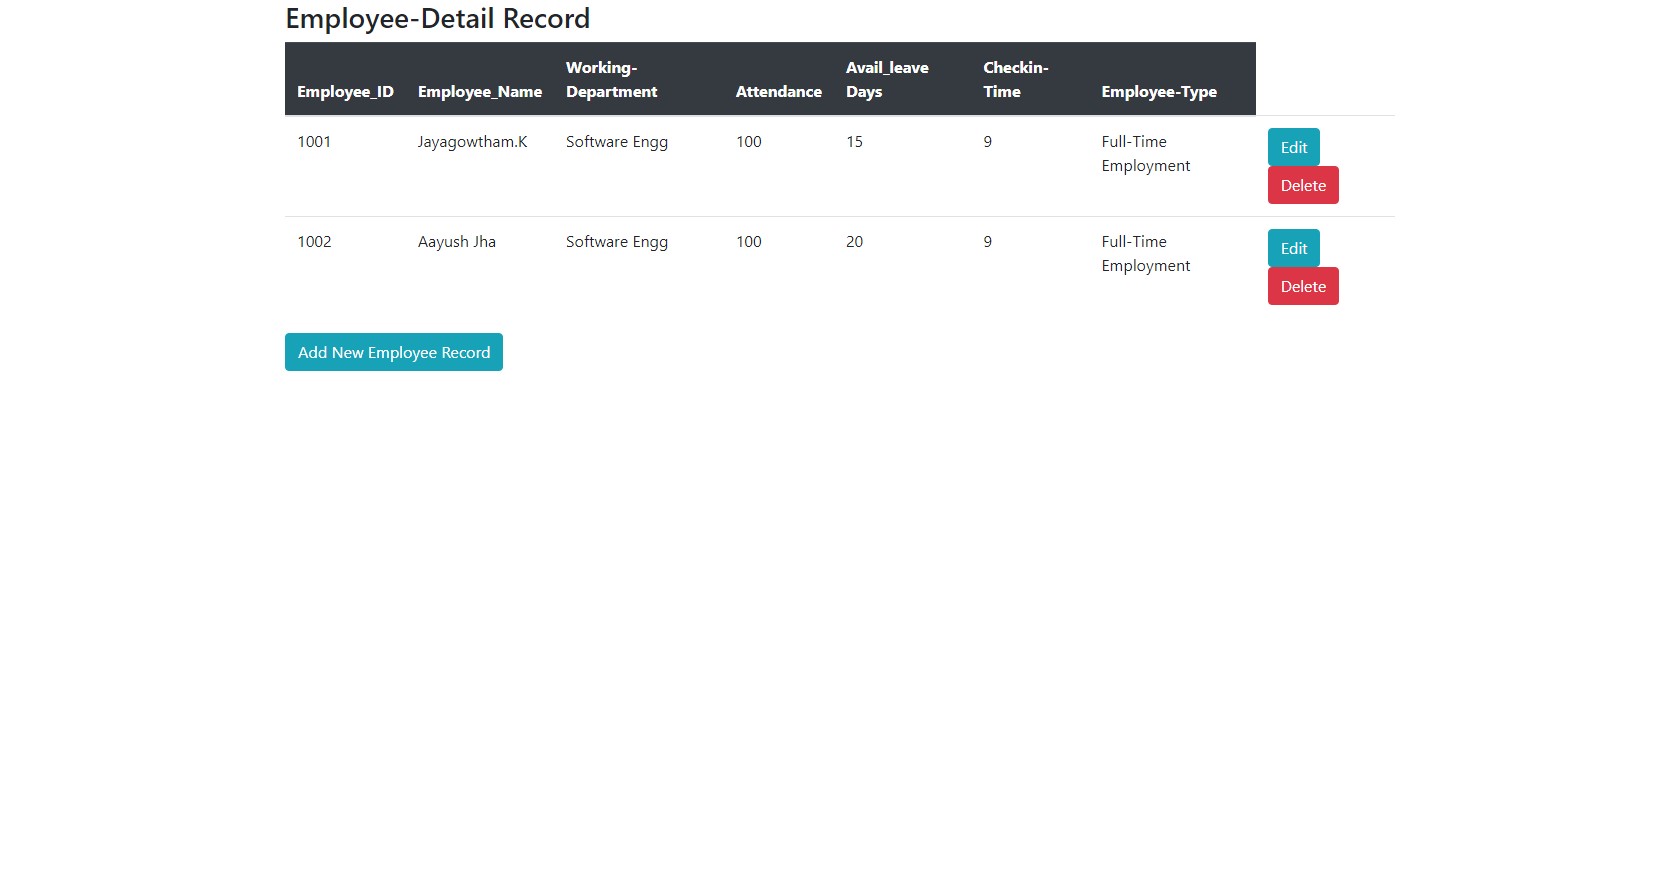 Employee-Detail Record
Employee_ID Employee_Name Working-Department Attendance Avail_leave Days Checkin-Time Employee-Type
1001 Jayagowtham.K Software Engg 100 15 9 Full-Time Employment Edit Delete
1002 Aayush Jha Software Engg 100 20 9 Full-Time Employment Edit Delete
Add New Employee Record